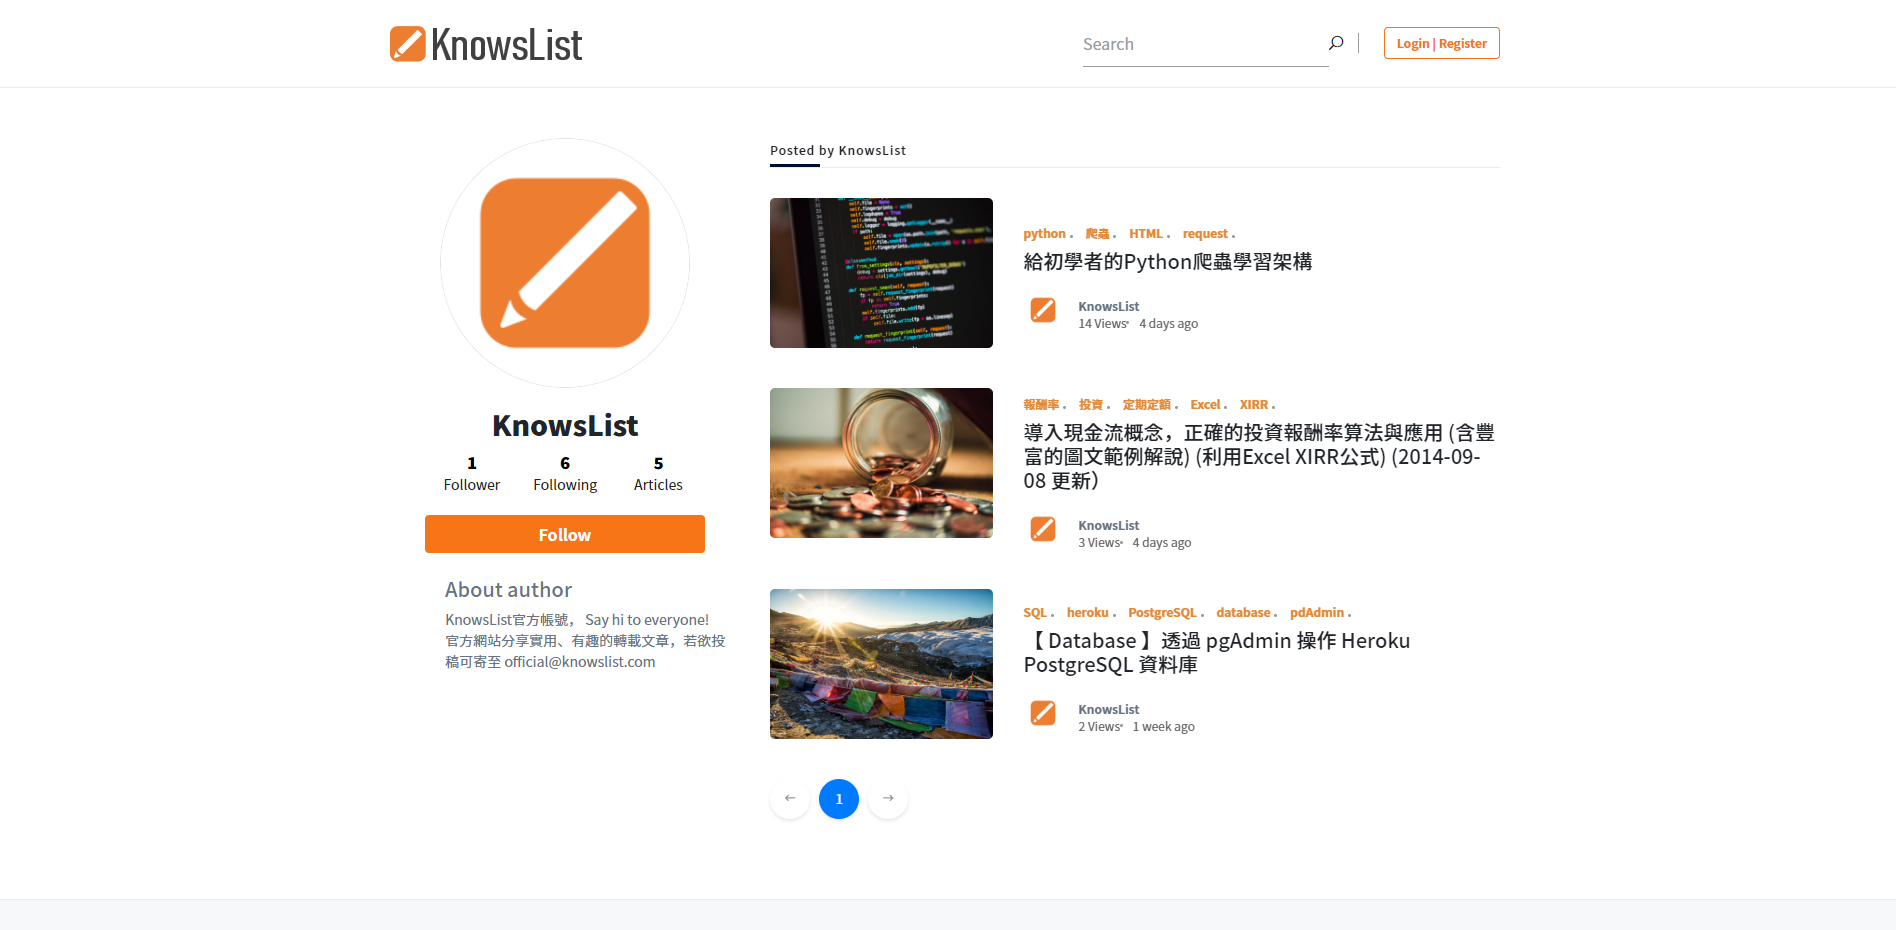 KnowsList
Search
Login | Register
KnowsList
1
Follower
6
Following
5
Articles
Follow
About author
KnowsList官方帳號， Say hi to everyone!
官方網站分享實用、有趣的轉載文章，若欲投
稿可寄至 official@knowslist.com
Posted by KnowsList
python . 爬蟲 . HTML . request .
給初學者的Python爬蟲學習架構
KnowsList
14 Views• 4 days ago
報酬率 . 投資 . 定期定額 . Excel . XIRR .
導入現金流概念，正確的投資報酬率算法與應用 (含豐
富的圖文範例解說) (利用Excel XIRR公式) (2014-09-
08 更新）
KnowsList
3 Views• 4 days ago
SQL . heroku . PostgreSQL . database . pdAdmin .
【 Database 】透過 pgAdmin 操作 Heroku
PostgreSQL 資料庫
KnowsList
2 Views• 1 week ago
← 1 →